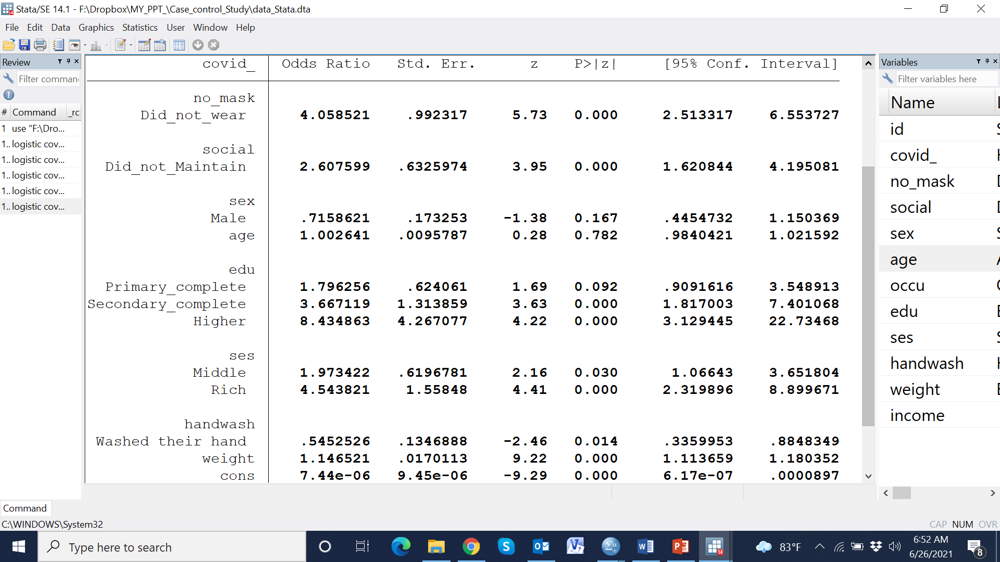 Stata/SE 14.1 - F:\Dropbox\MY_PPT_\Case_control_Study\data_Stata.dta
File Edit Data Graphics Statistics User Window Help
Review
Filter comman
# Command _rc
1 use "F:\Dro...
1.. logistic cov...
1.. logistic cov...
1.. logistic cov...
1.. logistic cov...
1.. logistic cov...
covid_ Odds Ratio Std. Err. z P>|z| [95% Conf. Interval]
no_mask
Did_not_wear 4.058521 .992317 5.73 0.000 2.513317 6.553727
social
Did_not_Maintain 2.607599 .6325974 3.95 0.000 1.620844 4.195081
sex
Male .7158621 .173253 -1.38 0.167 .4454732 1.150369
age 1.002641 .0095787 0.28 0.782 .9840421 1.021592
edu
Primary_complete 1.796256 .624061 1.69 0.092 .9091616 3.548913
Secondary_complete 3.667119 1.313859 3.63 0.000 1.817003 7.401068
Higher 8.434863 4.267077 4.22 0.000 3.129445 22.73468
ses
Middle 1.973422 .6196781 2.16 0.030 1.06643 3.651804
Rich 4.543821 1.55848 4.41 0.000 2.319896 8.899671
handwash
Washed their hand .5452526 .1346888 -2.46 0.014 .3359953 .8848349
weight 1.146521 .0170113 9.22 0.000 1.113659 1.180352
cons 7.44e-06 9.45e-06 -9.29 0.000 6.17e-07 .0000897
Variables
Filter variables here
Name
id
covid_
no_mask
social
sex
age
occu
edu
ses
handwash
weight
income
Command
C:\WINDOWS\System32
CAP NUM OVR
Type here to search
83°F
6:52 AM
6/26/2021
8